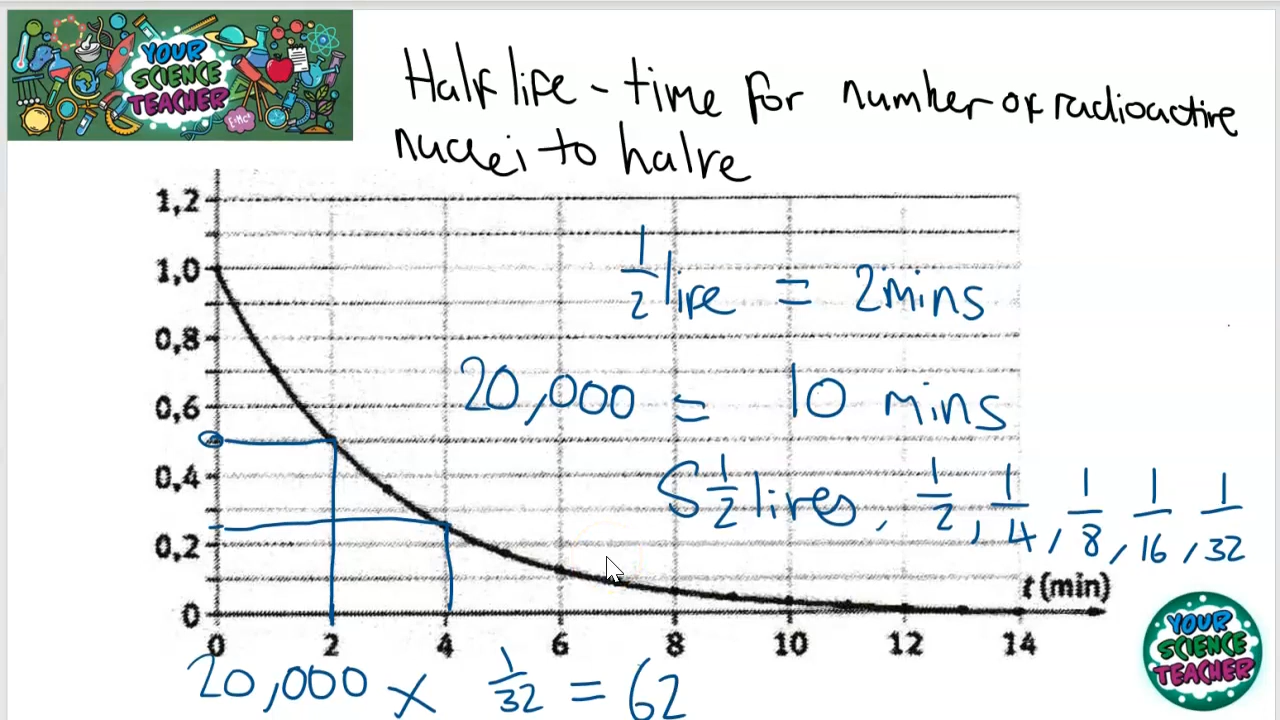 YOUR
SCIENCE
TEACHER
E=MC²
Half life - time for number of radioactive
nuclei to halve
1,2
1,0
0,8
0,6
0,4
0,2
0
1/2 life = 2mins
20,000 = 10 mins
5 1/2 lives, 1/2, 1/4, 1/8, 1/16, 1/32
t (min)
0 2 4 6 8 10 12 14
20,000 x 1/32 = 62
YOUR
SCIENCE
TEACHER